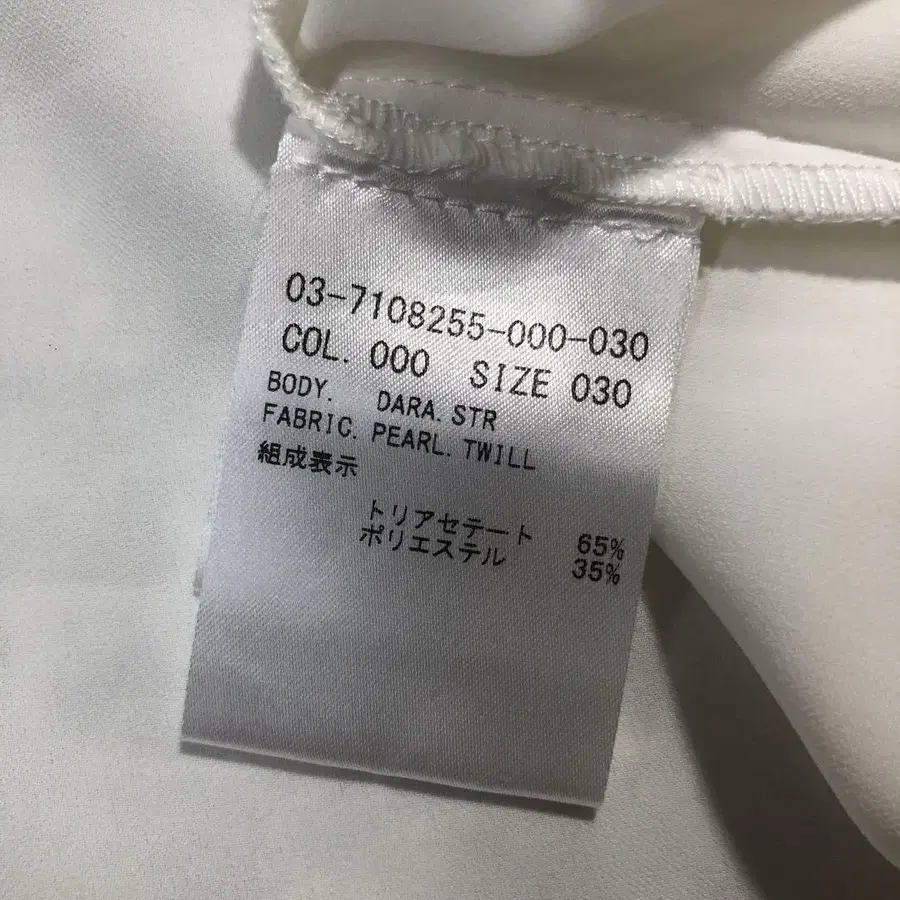 03-7108255-000-030
COL. 000 SIZE 030
BODY. DARA. STR
FABRIC. PEARL. TWILL
組成表示
トリアセテート 65%
ポリエステル 35%